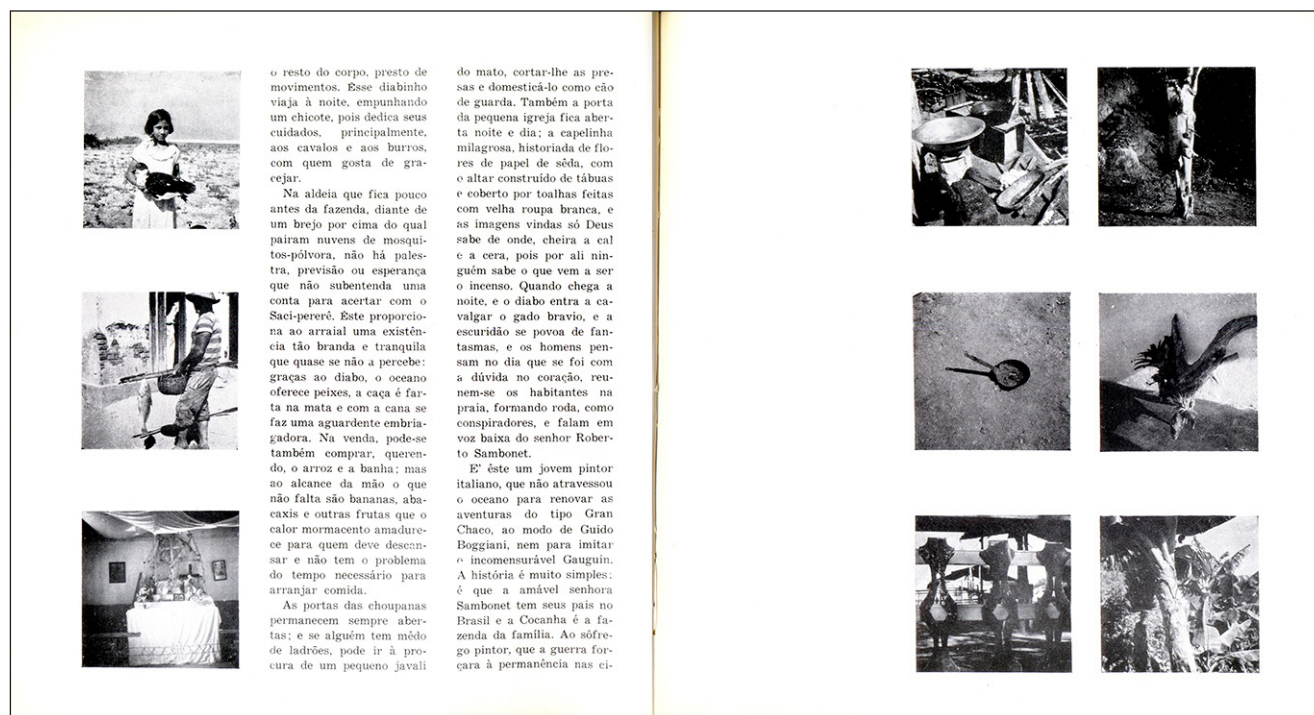 o resto do corpo, presto de
movimentos. Êsse diabinho
viaja à noite, empunhando
um chicote, pois dedica seus
cuidados, principalmente,
aos cavalos e aos burros,
com quem gosta de gra-
cejar.
Na aldeia que fica pouco
antes da fazenda, diante de
um brejo por cima do qual
pairam nuvens de mosqui-
tos-pólvora, não há pales-
tra, previsão ou esperança
que não subentenda uma
conta para acertar com o
Saci-pererê. Êste proporcio-
na ao arraial uma existên-
cia tão branda e tranquila
que quase se não a percebe:
graças ao diabo, o oceano
oferece peixes, a caça é far-
ta na mata e com a cana se
faz uma aguardente embria-
gadora. Na venda, pode-se
também comprar, queren-
do, o arroz e a banha; mas
ao alcance da mão o que
não falta são bananas, aba-
caxis e outras frutas que o
calor mormacento amadure-
ce para quem deve descan-
sar e não tem o problema
do tempo necessário para
arranjar comida.
As portas das choupanas
permanecem sempre aber-
tas; e se alguém tem mêdo
de ladrões, pode ir à pro-
cura de um pequeno javali
do mato, cortar-lhe as pre-
sas e domesticá-lo como cão
de guarda. Também a porta
da pequena igreja fica aber-
ta noite e dia; a capelinha
milagrosa, historiada de flo-
res de papel de sêda, com
o altar construído de tábuas
e coberto por toalhas feitas
com velha roupa branca, e
as imagens vindas só Deus
sabe de onde, cheira a cal
e a cera, pois por ali nin-
guém sabe o que vem a ser
o incenso. Quando chega a
noite, e o diabo entra a ca-
valgar o gado bravio, e a
escuridão se povoa de fan-
tasmas, e os homens pen-
sam no dia que se foi com
a dúvida no coração, reu-
nem-se os habitantes na
praia, formando roda, como
conspiradores, e falam em
voz baixa do senhor Rober-
to Sambonet.
E' êste um jovem pintor
italiano, que não atravessou
o oceano para renovar as
aventuras do tipo Gran
Chaco, ao modo de Guido
Boggiani, nem para imitar
o incomensurável Gauguin.
A história é muito simples:
é que a amável senhora
Sambonet tem seus pais no
Brasil e a Cocanha é a fa-
zenda da família. Ao sôfre-
go pintor, que a guerra for-
çara à permanência nas ci-